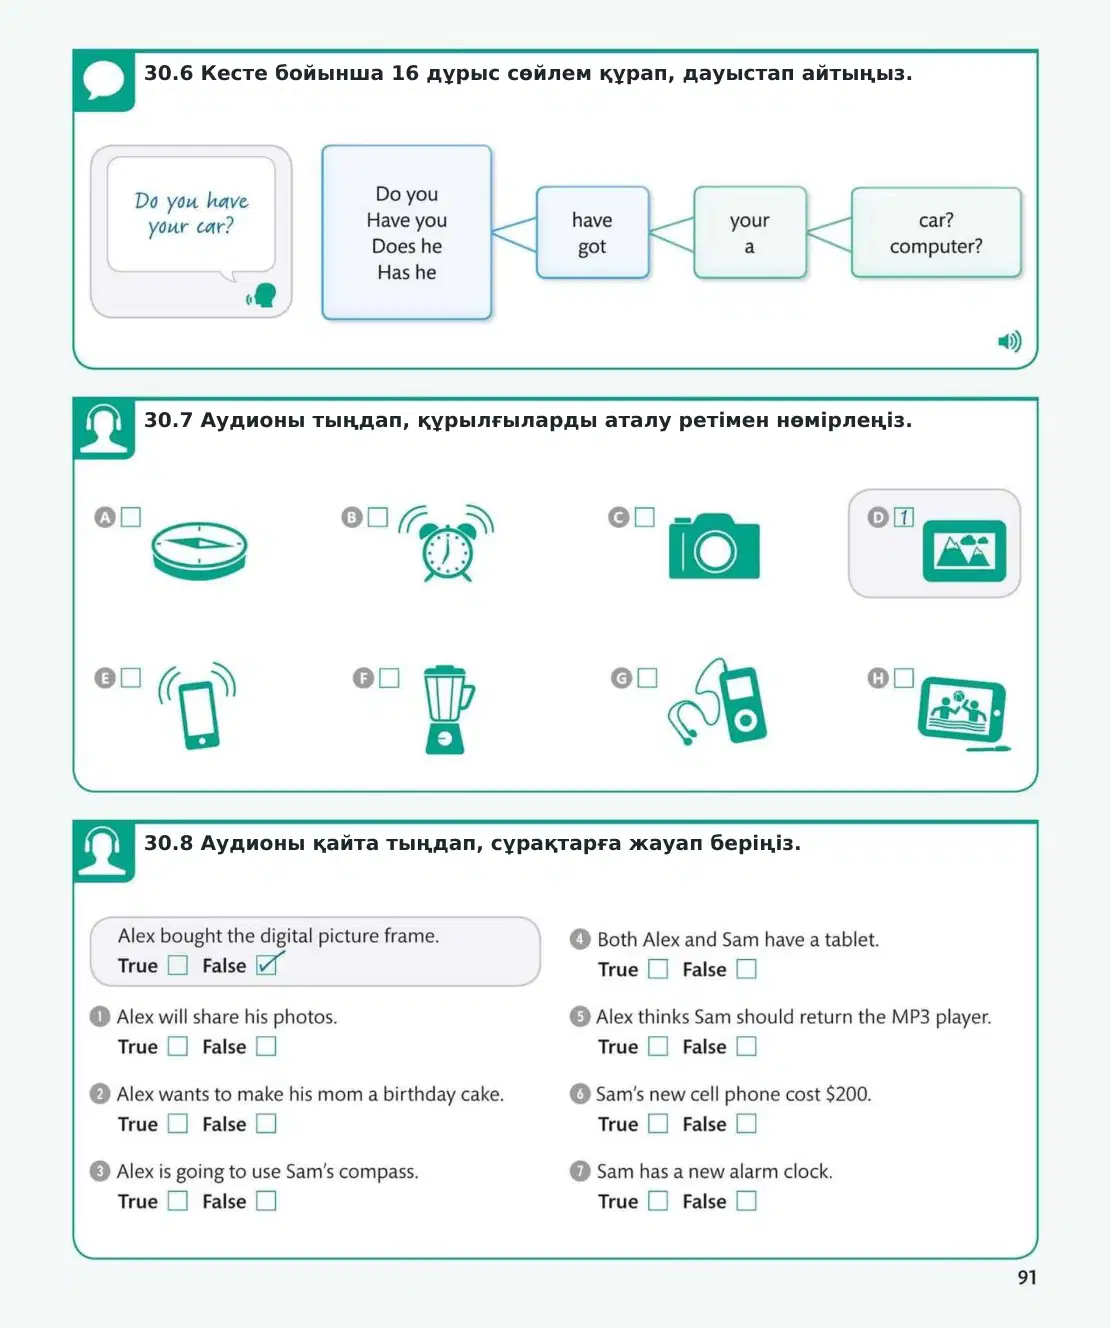 30.6 Кесте бойынша 16 дұрыс сөйлем құрап, дауыстап айтыңыз.
Do you have
your car?
Do you
Have you
Does he
Has he
have
got
your
a
car?
computer?
30.7 Аудионы тыңдап, құрылғыларды аталу ретімен нөмірлеңіз.
A
B
C
D 1
E
F
G
H
30.8 Аудионы қайта тыңдап, сұрақтарға жауап беріңіз.
Alex bought the digital picture frame.
True False
1 Alex will share his photos.
True False
2 Alex wants to make his mom a birthday cake.
True False
3 Alex is going to use Sam's compass.
True False
4 Both Alex and Sam have a tablet.
True False
5 Alex thinks Sam should return the MP3 player.
True False
6 Sam's new cell phone cost $200.
True False
7 Sam has a new alarm clock.
True False
91